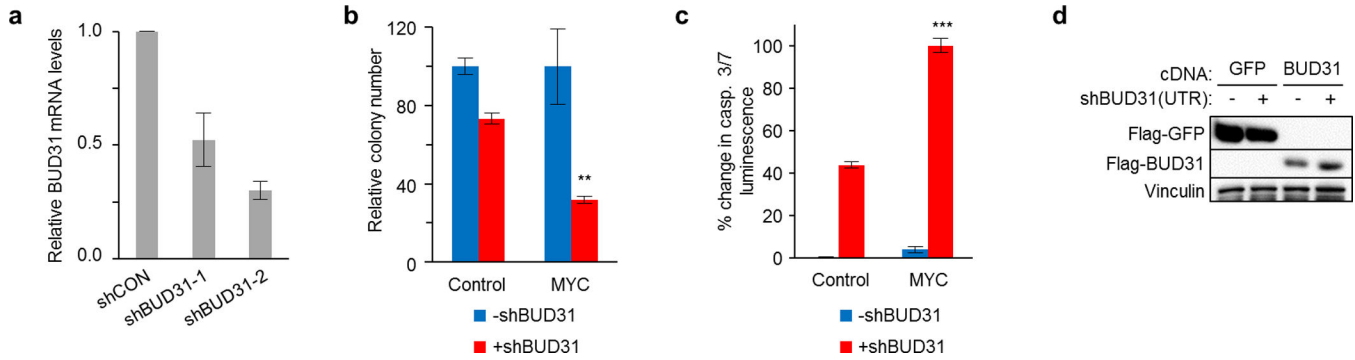 a
Relative BUD31 mRNA levels
1.0
0.5
0.0
shCON
shBUD31-1
shBUD31-2
b
Relative colony number
120
80
40
0
Control
MYC
**
-shBUD31
+shBUD31
c
% change in casp. 3/7
luminescence
100
80
60
40
20
0
Control
MYC
***
-shBUD31
+shBUD31
d
cDNA: GFP BUD31
shBUD31(UTR): - + - +
Flag-GFP
Flag-BUD31
Vinculin